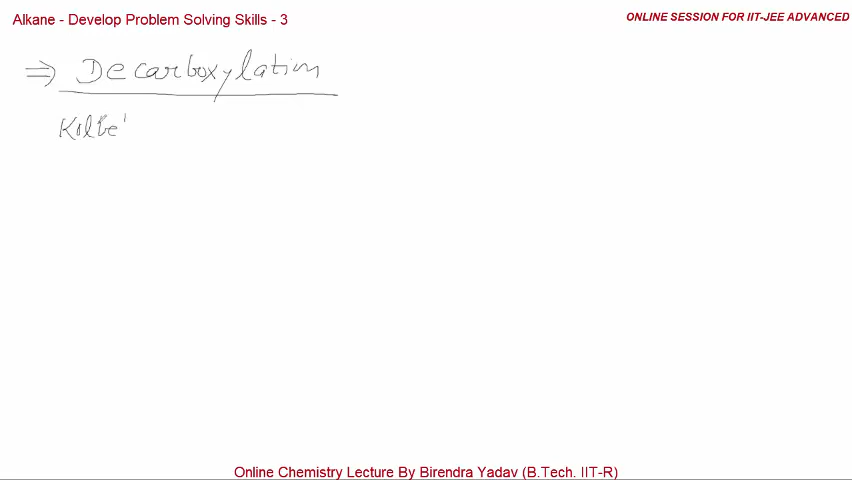 Alkane - Develop Problem Solving Skills - 3
ONLINE SESSION FOR IIT-JEE ADVANCED
⇒ Decarboxylation
Kolbe'
Online Chemistry Lecture By Birendra Yadav (B.Tech. IIT-R)